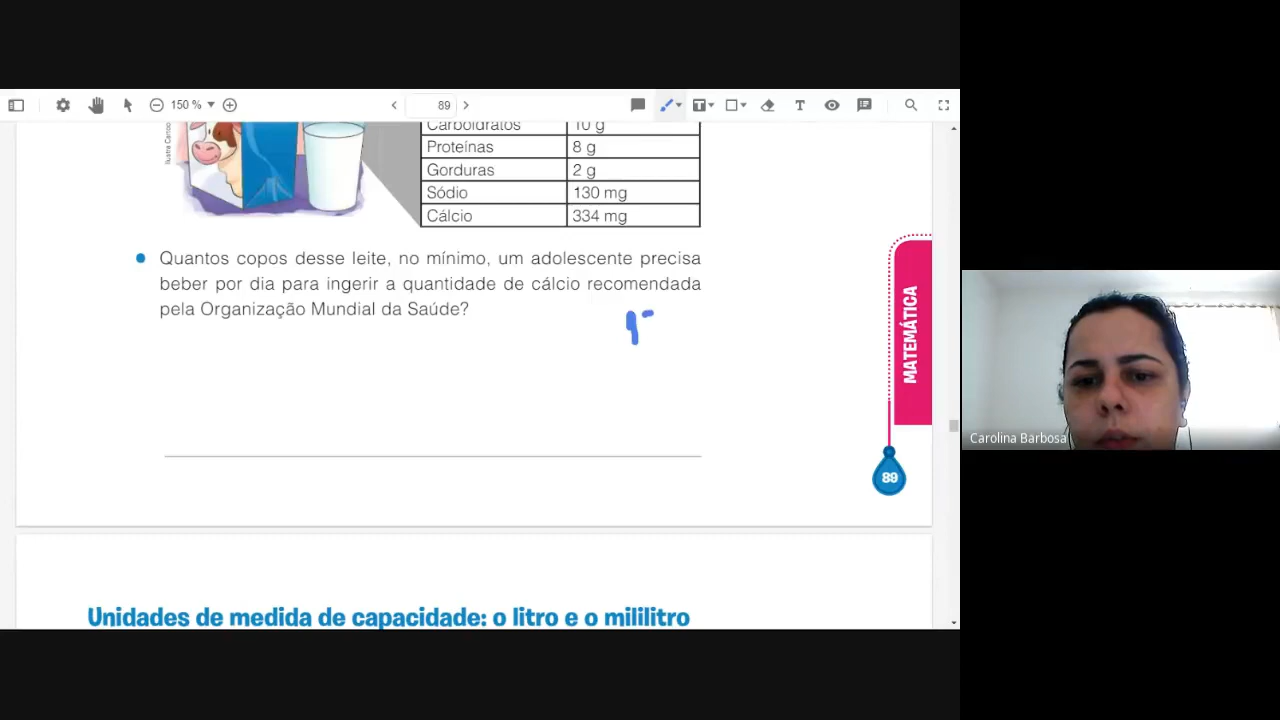 150 %
89
Ilustra Carioca
Carboidratos 10 g
Proteínas 8 g
Gorduras 2 g
Sódio 130 mg
Cálcio 334 mg
Quantos copos desse leite, no mínimo, um adolescente precisa
beber por dia para ingerir a quantidade de cálcio recomendada
pela Organização Mundial da Saúde?
MATEMÁTICA
89
Unidades de medida de capacidade: o litro e o mililitro
Carolina Barbosa